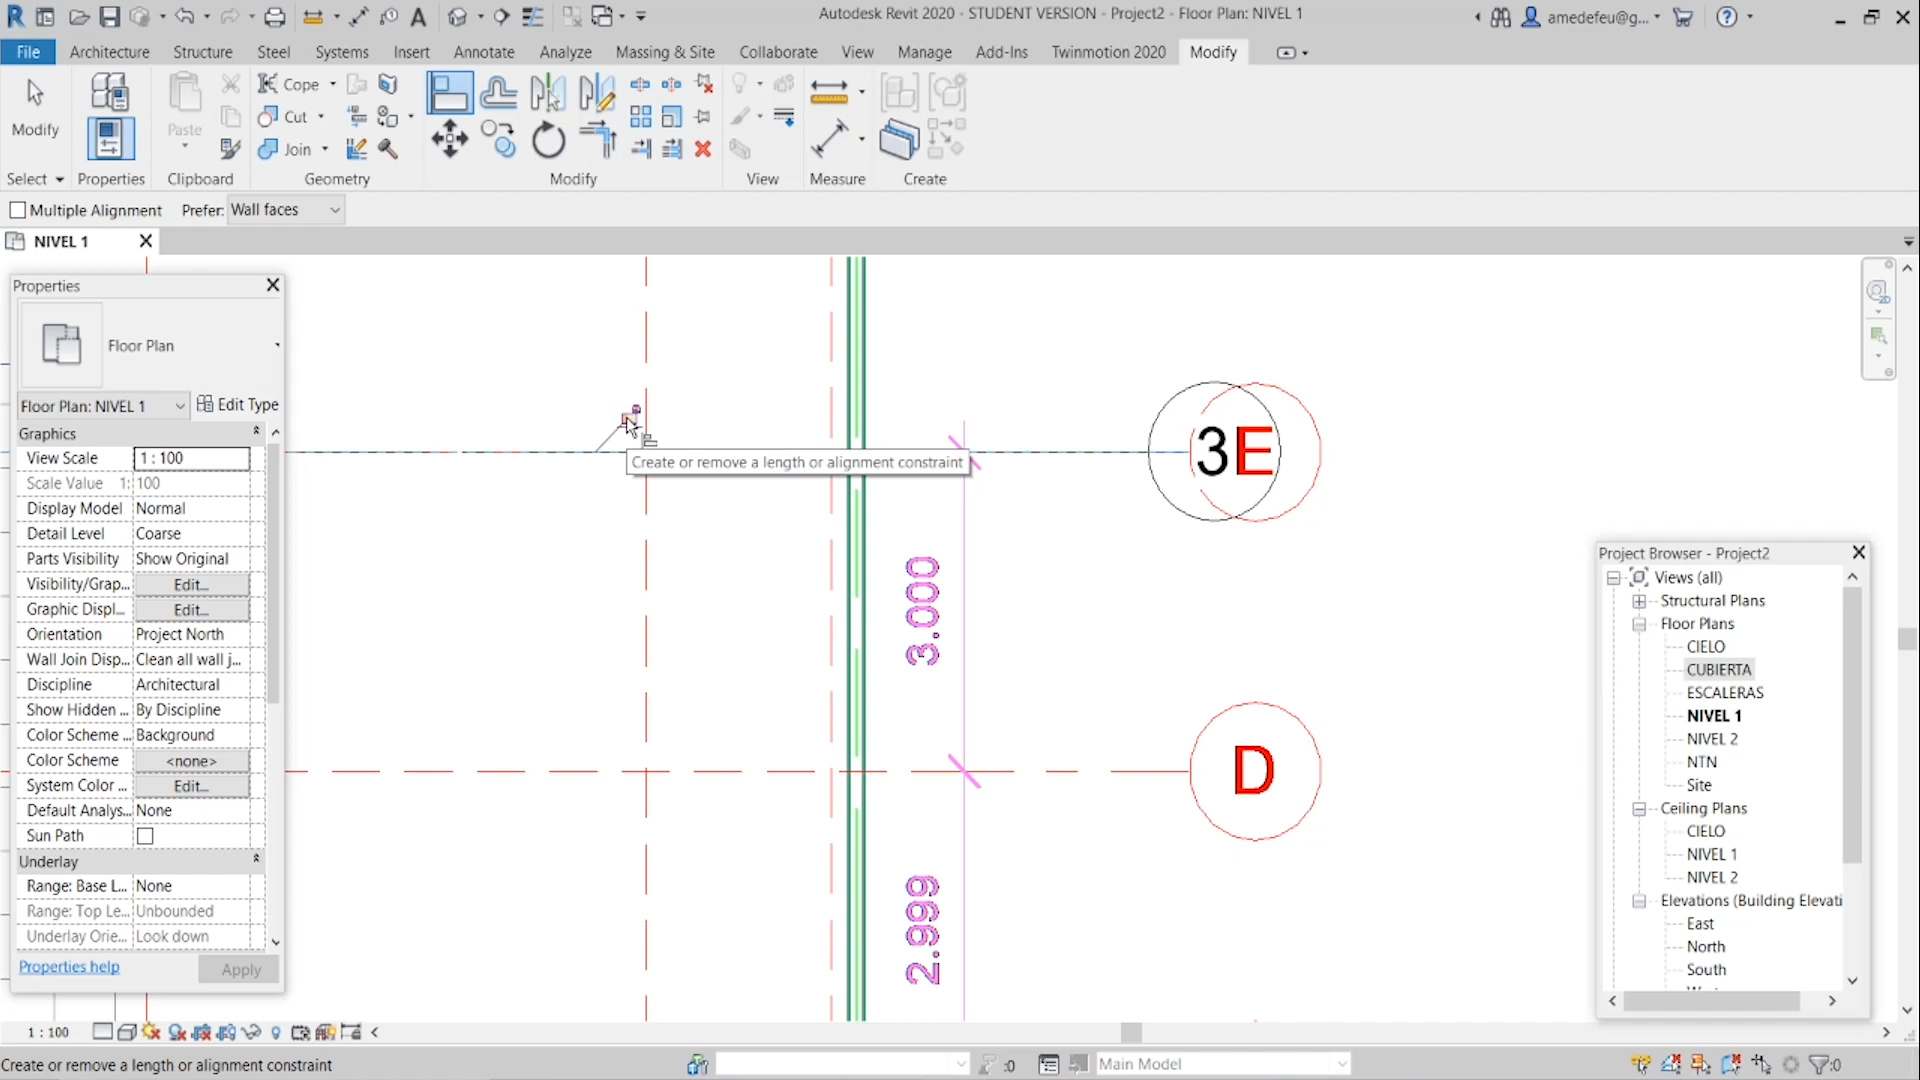 Autodesk Revit 2020 - STUDENT VERSION - Project2 - Floor Plan: NIVEL 1
amedefeu@g...
File Architecture Structure Steel Systems Insert Annotate Analyze Massing & Site Collaborate View Manage Add-Ins Twinmotion 2020 Modify
Modify
Paste
Cope
Cut
Join
Select Properties Clipboard Geometry Modify View Measure Create
Multiple Alignment Prefer: Wall faces
NIVEL 1
Properties
Floor Plan
Floor Plan: NIVEL 1 Edit Type
Graphics
View Scale 1 : 100
Scale Value 1: 100
Display Model Normal
Detail Level Coarse
Parts Visibility Show Original
Visibility/Grap... Edit...
Graphic Displ... Edit...
Orientation Project North
Wall Join Disp... Clean all wall j...
Discipline Architectural
Show Hidden ... By Discipline
Color Scheme ... Background
Color Scheme <none>
System Color ... Edit...
Default Analys... None
Sun Path
Underlay
Range: Base L... None
Range: Top Le... Unbounded
Underlay Orie... Look down
Properties help Apply
Create or remove a length or alignment constraint
3E
3.000
D
2.999
Project Browser - Project2
Views (all)
Structural Plans
Floor Plans
CIELO
CUBIERTA
ESCALERAS
NIVEL 1
NIVEL 2
NTN
Site
Ceiling Plans
CIELO
NIVEL 1
NIVEL 2
Elevations (Building Elevati
East
North
South
1 : 100
Create or remove a length or alignment constraint
:0
Main Model
:0